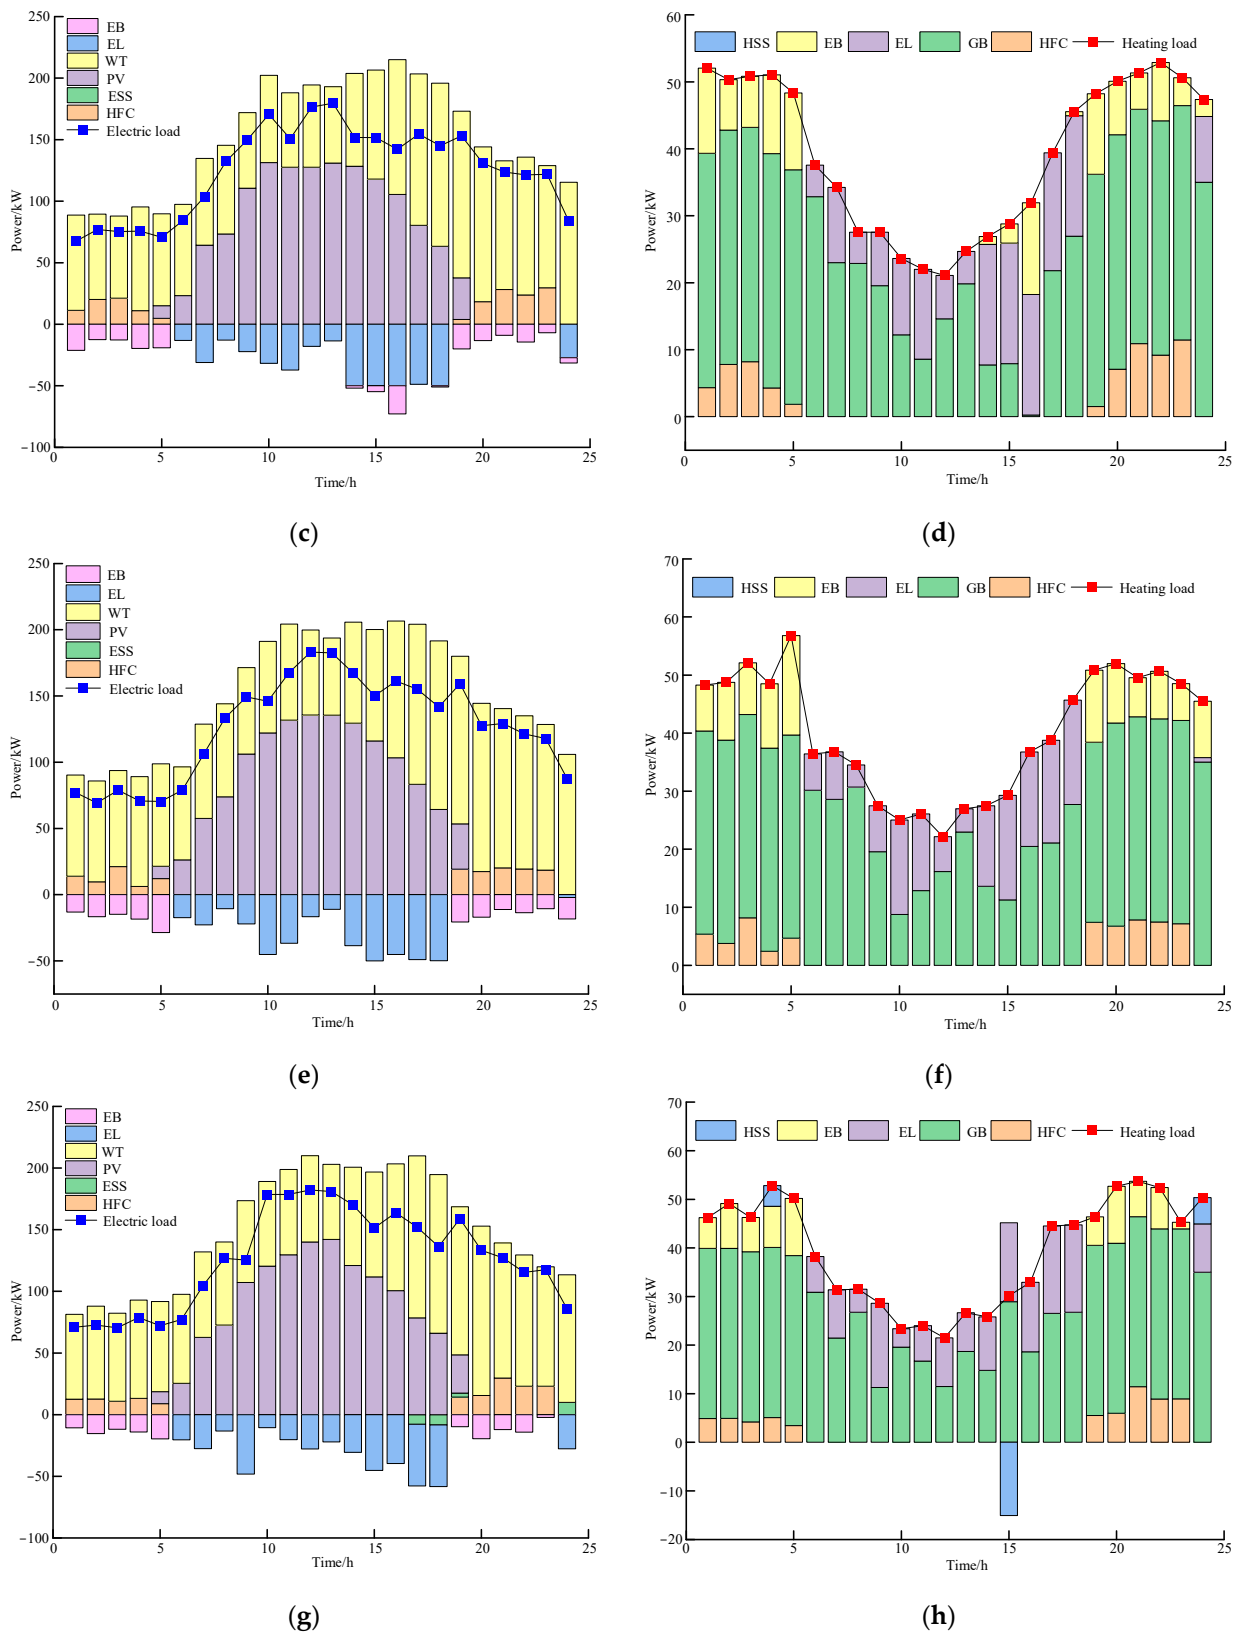 250
200
150
100
50
0
−50
−100
Power/kW
EB
EL
WT
PV
ESS
HFC
Electric load
0 5 10 15 20 25
Time/h
(c)
60
50
40
30
20
10
0
Power/kW
HSS EB EL GB HFC Heating load
0 5 10 15 20 25
Time/h
(d)
250
200
150
100
50
0
−50
Power/kW
EB
EL
WT
PV
ESS
HFC
Electric load
0 5 10 15 20 25
Time/h
(e)
70
60
50
40
30
20
10
0
Power/kW
HSS EB EL GB HFC Heating load
0 5 10 15 20 25
Time/h
(f)
250
200
150
100
50
0
−50
−100
Power/kW
EB
EL
WT
PV
ESS
HFC
Electric load
0 5 10 15 20 25
Time/h
(g)
70
60
50
40
30
20
10
0
−10
−20
Power/kW
HSS EB EL GB HFC Heating load
0 5 10 15 20 25
Time/h
(h)